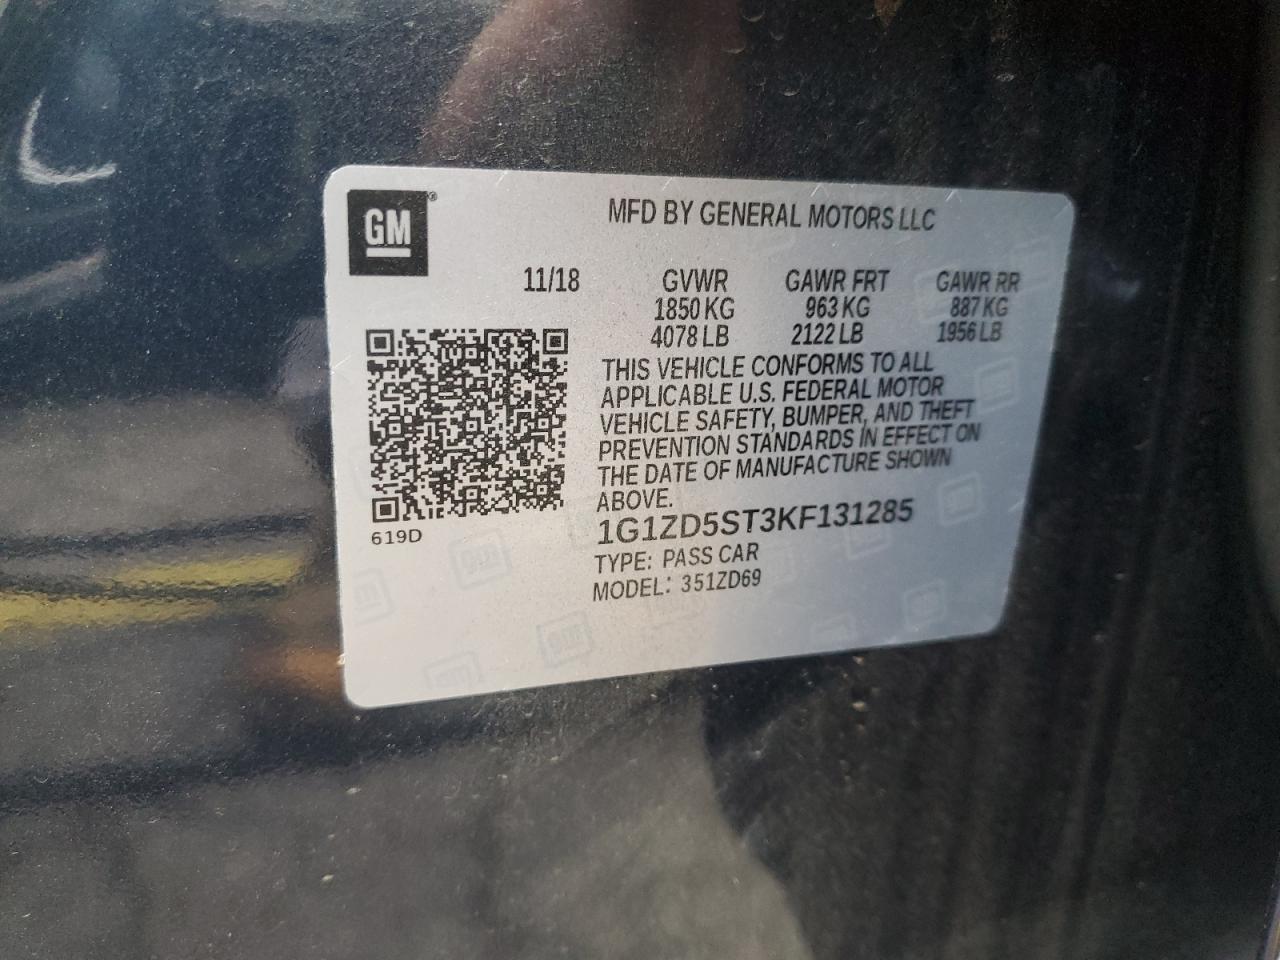 GM®
MFD BY GENERAL MOTORS LLC
11/18 GVWR GAWR FRT GAWR RR
1850 KG 963 KG 887 KG
4078 LB 2122 LB 1956 LB
THIS VEHICLE CONFORMS TO ALL
APPLICABLE U.S. FEDERAL MOTOR
VEHICLE SAFETY, BUMPER, AND THEFT
PREVENTION STANDARDS IN EFFECT ON
THE DATE OF MANUFACTURE SHOWN
ABOVE.
619D
1G1ZD5ST3KF131285
TYPE: PASS CAR
MODEL: 351ZD69